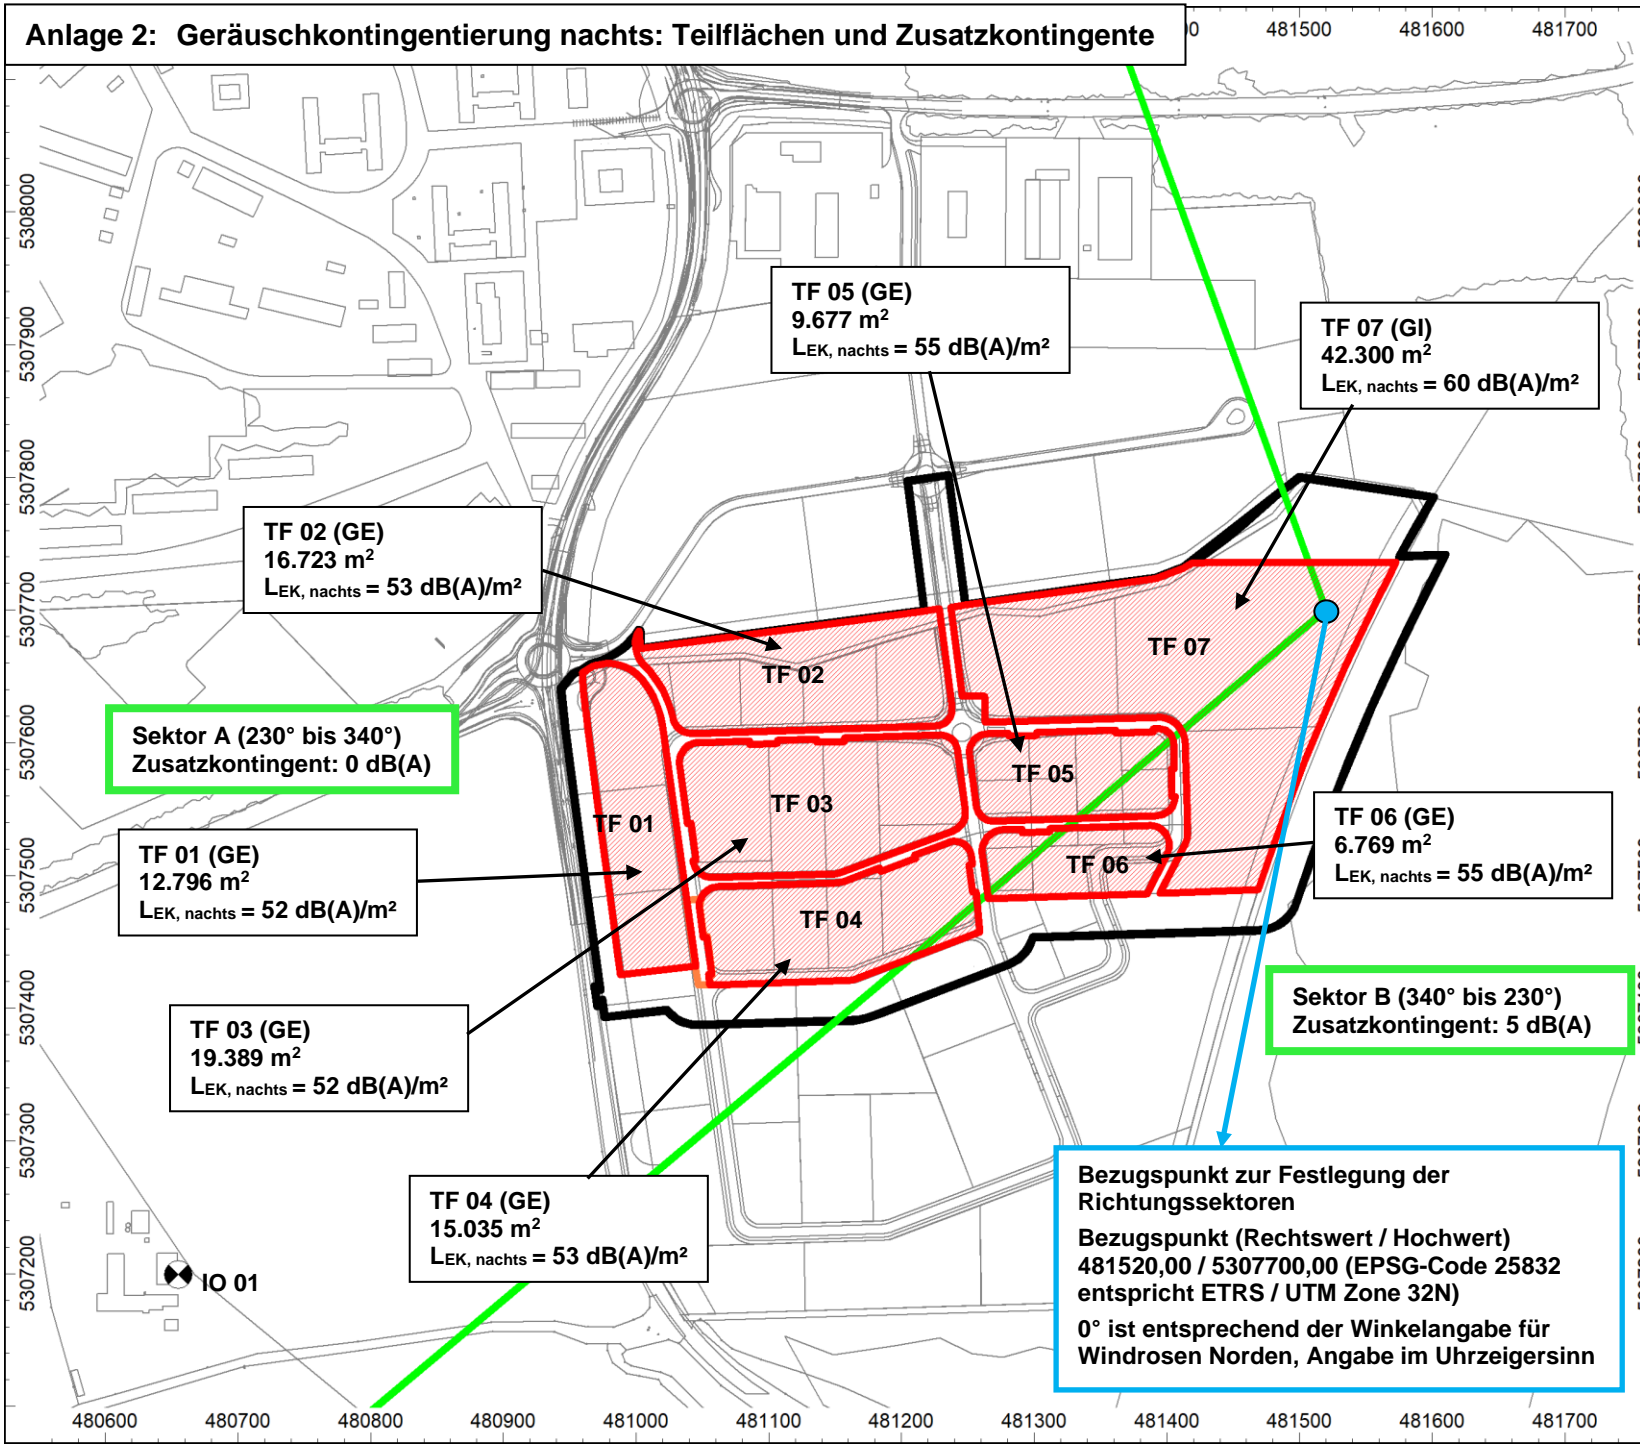 Anlage 2: Geräuschkontingentierung nachts: Teilflächen und Zusatzkontingente
00
481500
481600
481700
5308000
5307900
5307800
5307700
5307600
5307500
5307400
5307300
5307200
TF 05 (GE)
9.677 m²
LEK, nachts = 55 dB(A)/m²
TF 07 (GI)
42.300 m²
LEK, nachts = 60 dB(A)/m²
TF 02 (GE)
16.723 m²
LEK, nachts = 53 dB(A)/m²
TF 07
TF 02
Sektor A (230° bis 340°)
Zusatzkontingent: 0 dB(A)
TF 05
TF 03
TF 01
TF 06 (GE)
6.769 m²
LEK, nachts = 55 dB(A)/m²
TF 01 (GE)
12.796 m²
LEK, nachts = 52 dB(A)/m²
TF 06
TF 04
Sektor B (340° bis 230°)
Zusatzkontingent: 5 dB(A)
TF 03 (GE)
19.389 m²
LEK, nachts = 52 dB(A)/m²
TF 04 (GE)
15.035 m²
LEK, nachts = 53 dB(A)/m²
IO 01
Bezugspunkt zur Festlegung der
Richtungssektoren
Bezugspunkt (Rechtswert / Hochwert)
481520,00 / 5307700,00 (EPSG-Code 25832
entspricht ETRS / UTM Zone 32N)
0° ist entsprechend der Winkelangabe für
Windrosen Norden, Angabe im Uhrzeigersinn
480600
480700
480800
480900
481000
481100
481200
481300
481400
481500
481600
481700